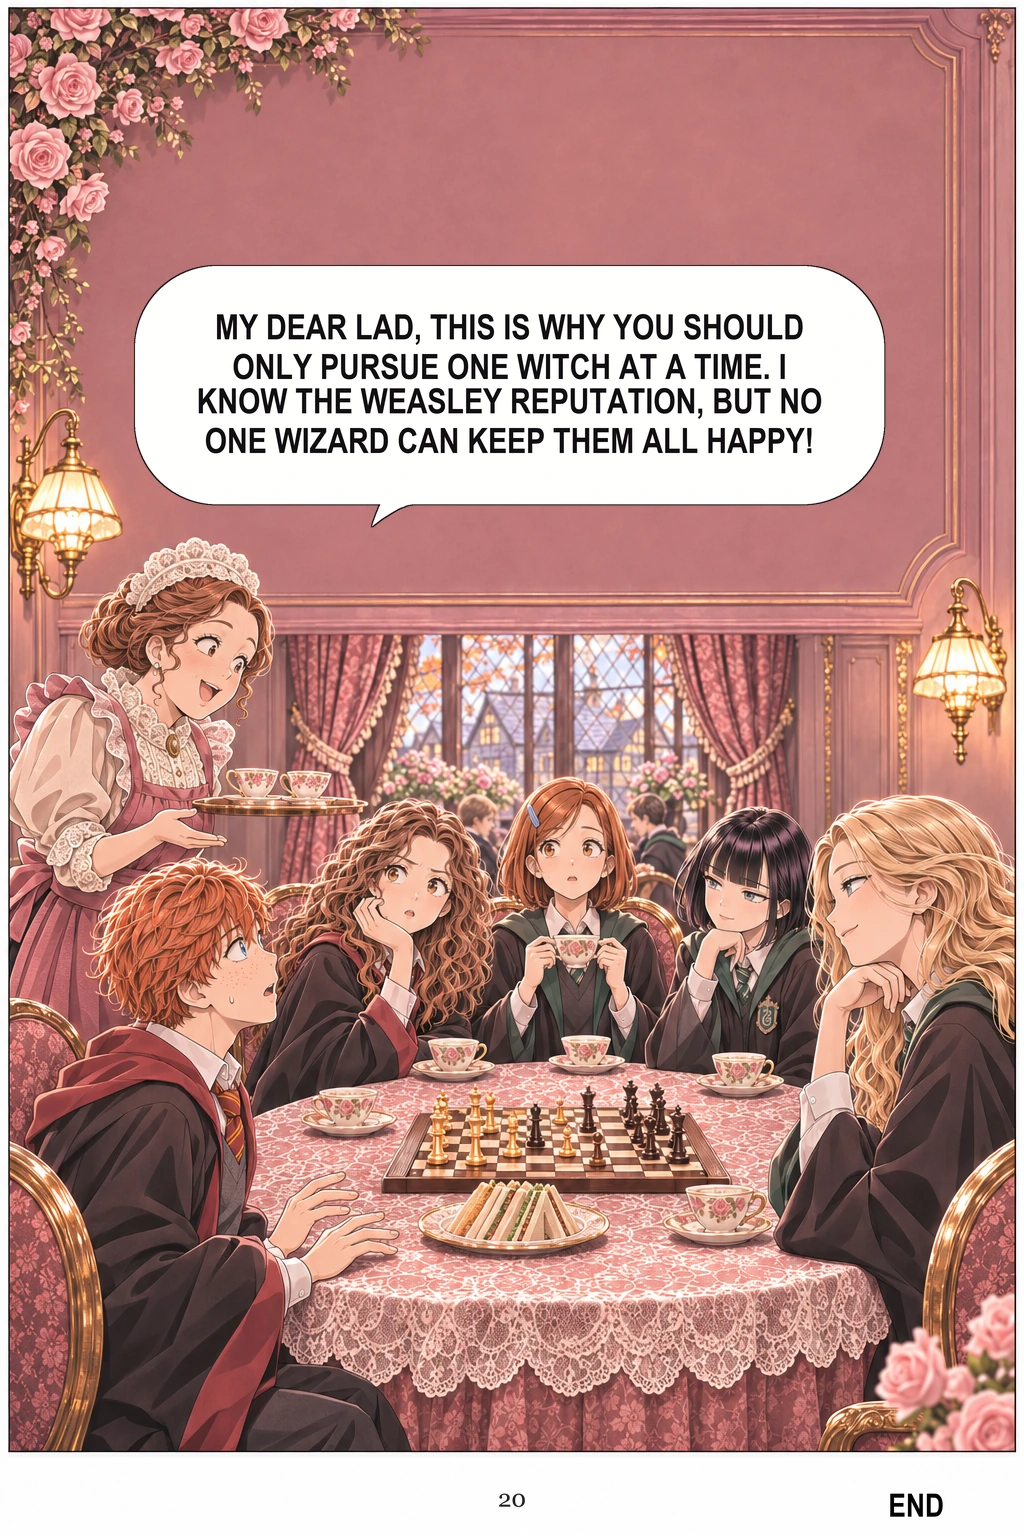 MY DEAR LAD, THIS IS WHY YOU SHOULD
ONLY PURSUE ONE WITCH AT A TIME. I
KNOW THE WEASLEY REPUTATION, BUT NO
ONE WIZARD CAN KEEP THEM ALL HAPPY!
20
END